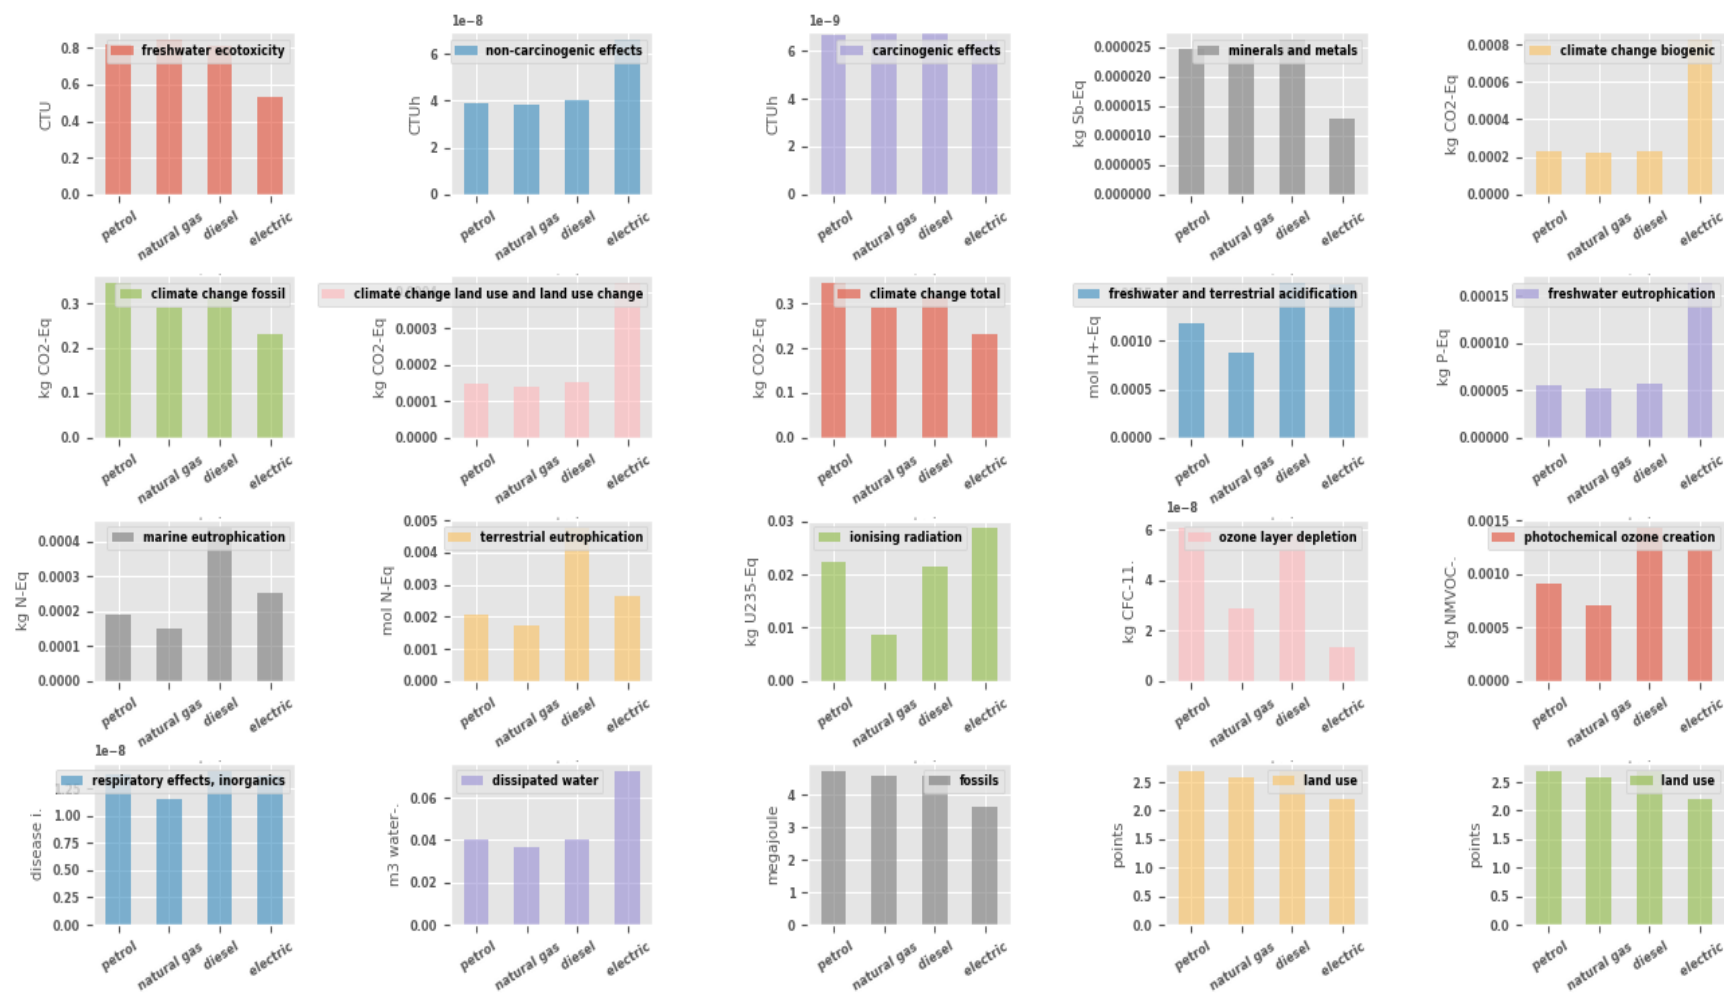 1e−8
1e−9
freshwater ecotoxicity
non-carcinogenic effects
carcinogenic effects
minerals and metals
climate change biogenic
CTU
0.8
0.6
0.4
0.2
0.0
petrol
natural gas
diesel
electric
CTUh
6
4
2
0
petrol
natural gas
diesel
electric
CTUh
6
4
2
0
petrol
natural gas
diesel
electric
kg Sb-Eq
0.000025
0.000020
0.000015
0.000010
0.000005
0.000000
petrol
natural gas
diesel
electric
kg CO2-Eq
0.0008
0.0006
0.0004
0.0002
0.0000
petrol
natural gas
diesel
electric
climate change fossil
climate change land use and land use change
climate change total
freshwater and terrestrial acidification
freshwater eutrophication
kg CO2-Eq
0.3
0.2
0.1
0.0
petrol
natural gas
diesel
electric
kg CO2-Eq
0.0003
0.0002
0.0001
0.0000
petrol
natural gas
diesel
electric
kg CO2-Eq
0.3
0.2
0.1
0.0
petrol
natural gas
diesel
electric
mol H+-Eq
0.0010
0.0005
0.0000
petrol
natural gas
diesel
electric
kg P-Eq
0.00015
0.00010
0.00005
0.00000
petrol
natural gas
diesel
electric
marine eutrophication
terrestrial eutrophication
ionising radiation
ozone layer depletion
photochemical ozone creation
kg N-Eq
0.0004
0.0003
0.0002
0.0001
0.0000
petrol
natural gas
diesel
electric
mol N-Eq
0.005
0.004
0.003
0.002
0.001
0.000
petrol
natural gas
diesel
electric
kg U235-Eq
0.03
0.02
0.01
0.00
petrol
natural gas
diesel
electric
1e−8
kg CFC-11.
6
4
2
0
petrol
natural gas
diesel
electric
kg NMVOC-.
0.0015
0.0010
0.0005
0.0000
petrol
natural gas
diesel
electric
1e−8
respiratory effects, inorganics
dissipated water
fossils
land use
land use
disease i.
1.25
1.00
0.75
0.50
0.25
0.00
petrol
natural gas
diesel
electric
m3 water-.
0.06
0.04
0.02
0.00
petrol
natural gas
diesel
electric
megajoule
4
3
2
1
0
petrol
natural gas
diesel
electric
points
2.5
2.0
1.5
1.0
0.5
0.0
petrol
natural gas
diesel
electric
points
2.5
2.0
1.5
1.0
0.5
0.0
petrol
natural gas
diesel
electric